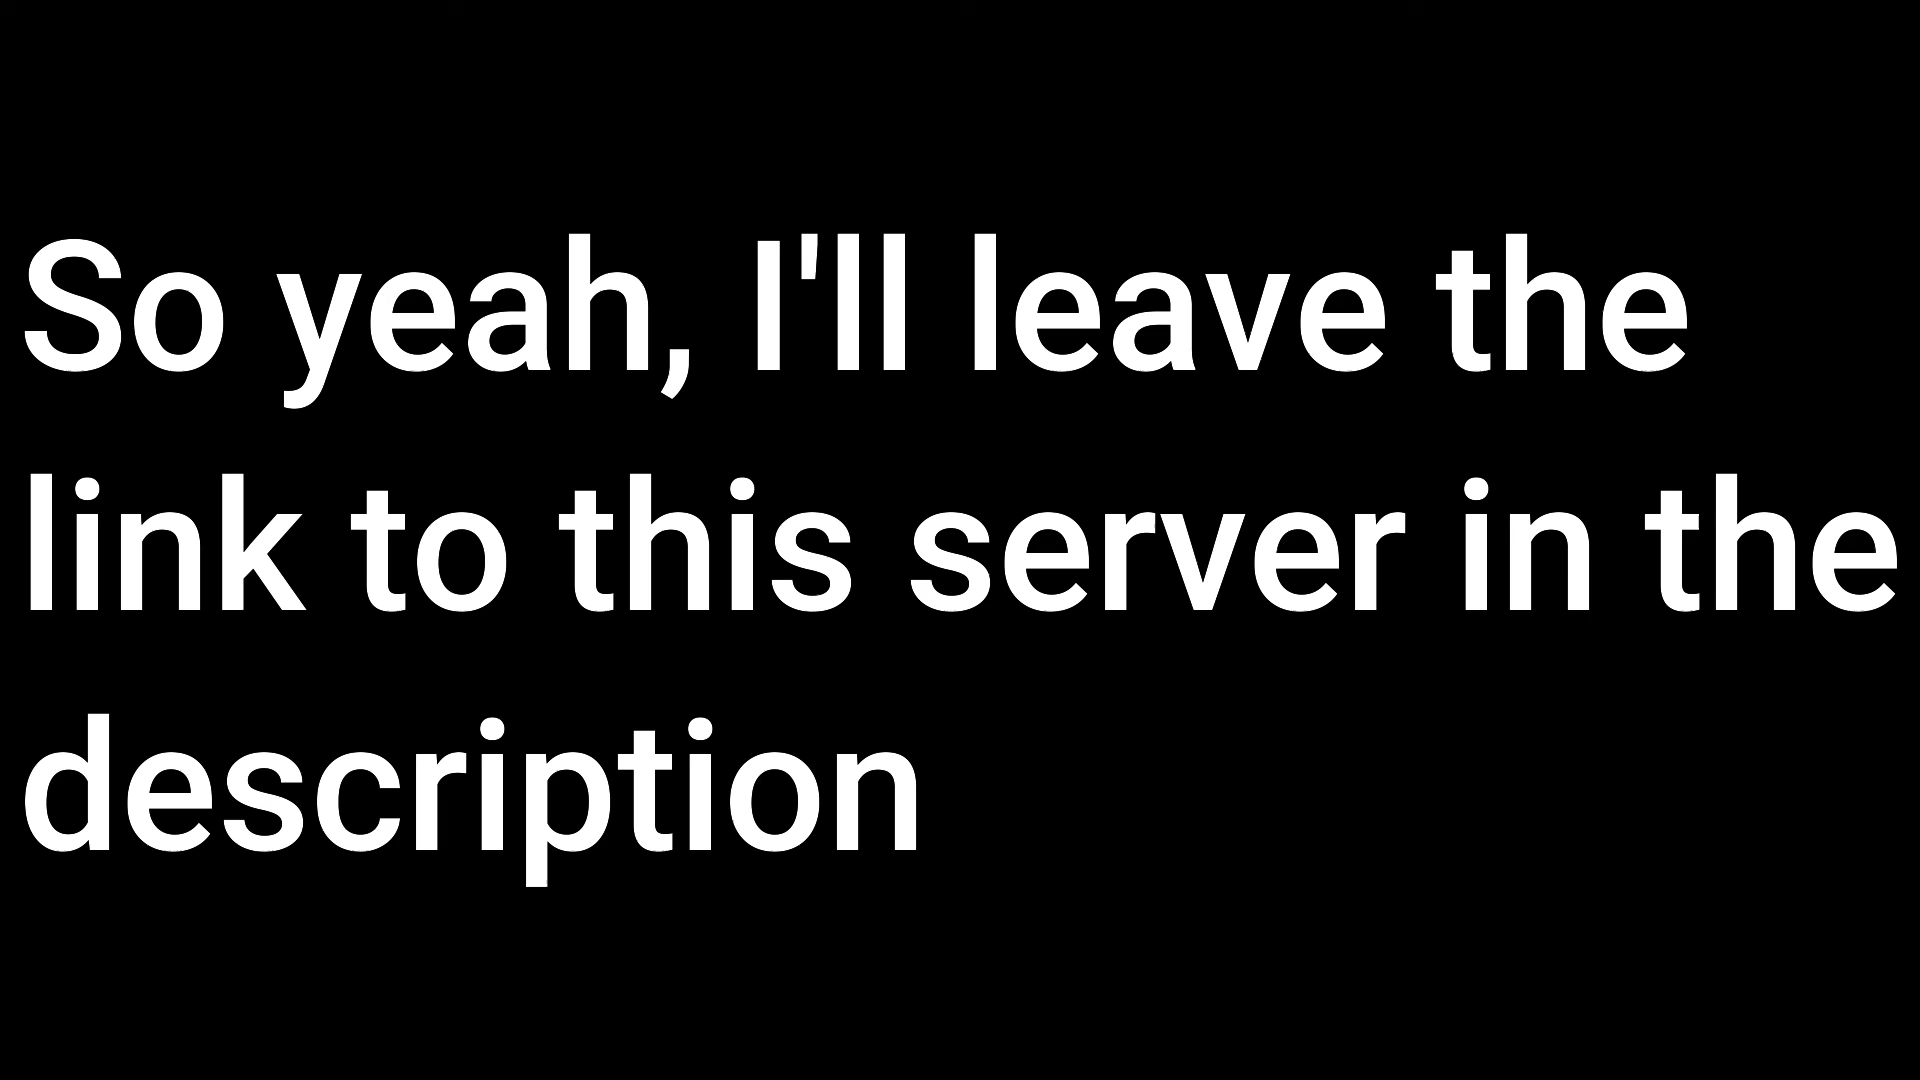 So yeah, I'll leave the
link to this server in the
description